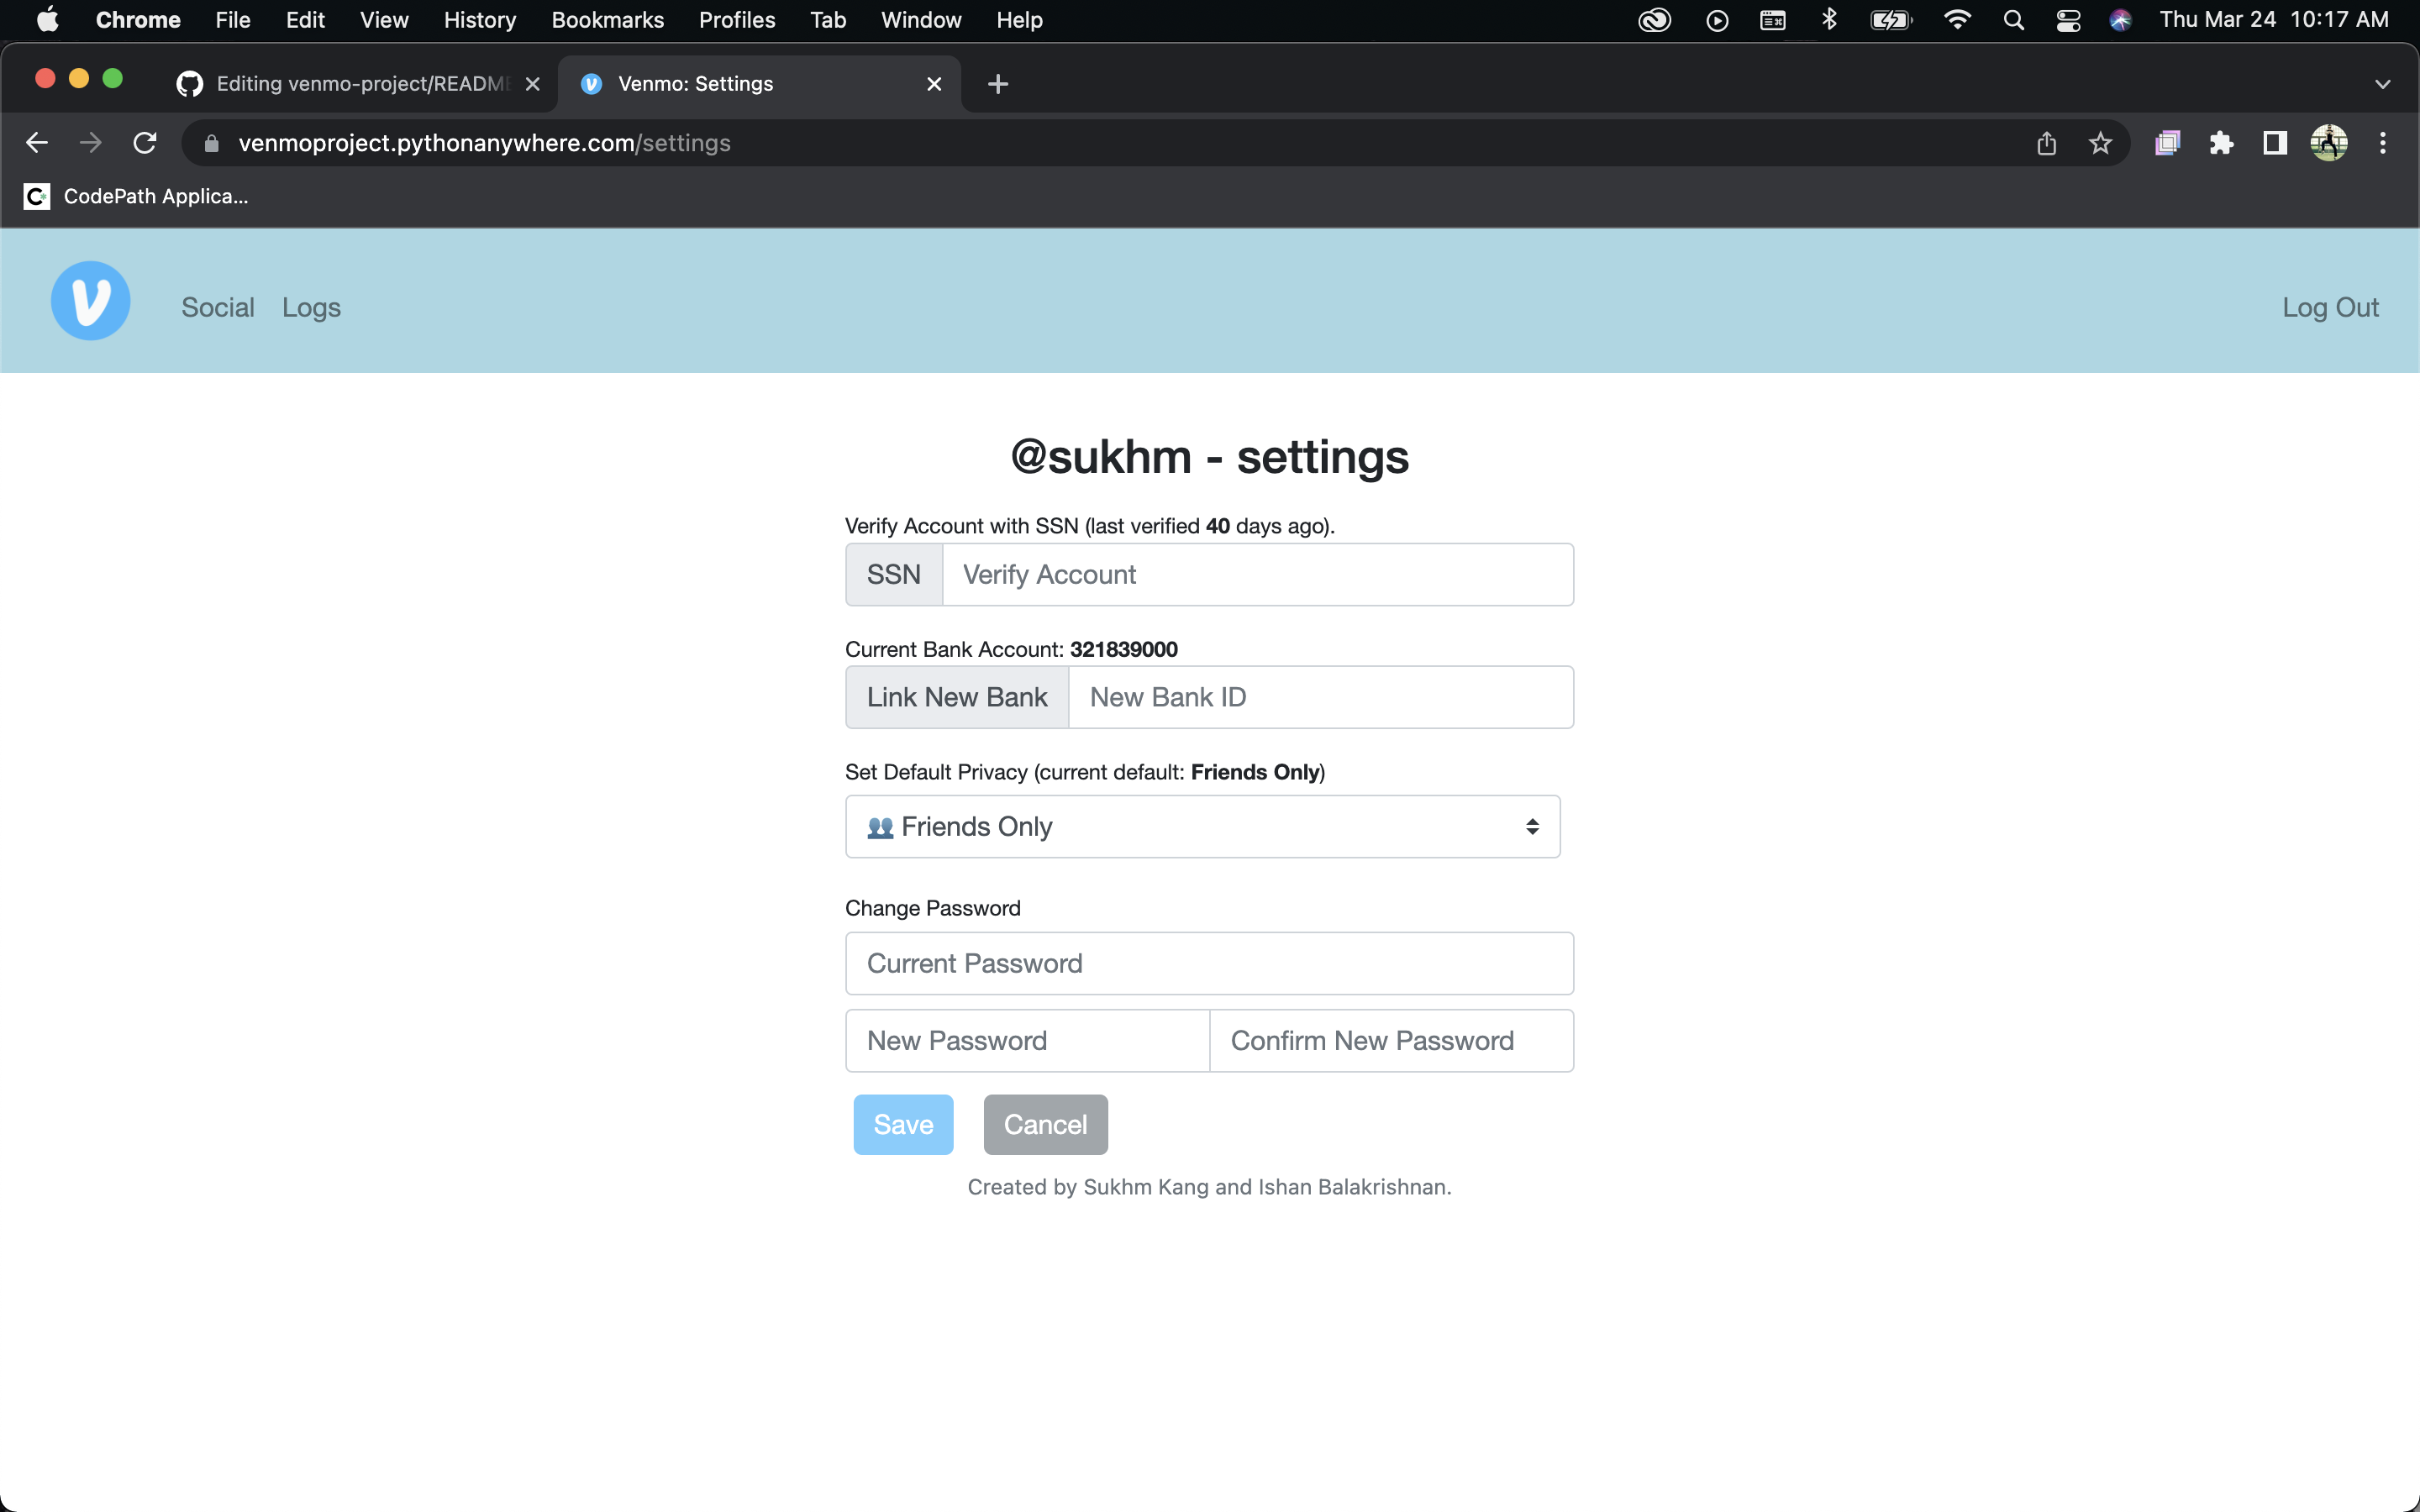 Chrome File Edit View History Bookmarks Profiles Tab Window Help Thu Mar 24 10:17 AM
Editing venmo-project/README Venmo: Settings
venmoproject.pythonanywhere.com/settings
CodePath Applica...
Social Logs Log Out
@sukhm - settings
Verify Account with SSN (last verified 40 days ago).
SSN Verify Account
Current Bank Account: 321839000
Link New Bank New Bank ID
Set Default Privacy (current default: Friends Only)
Friends Only
Change Password
Current Password
New Password Confirm New Password
Save Cancel
Created by Sukhm Kang and Ishan Balakrishnan.